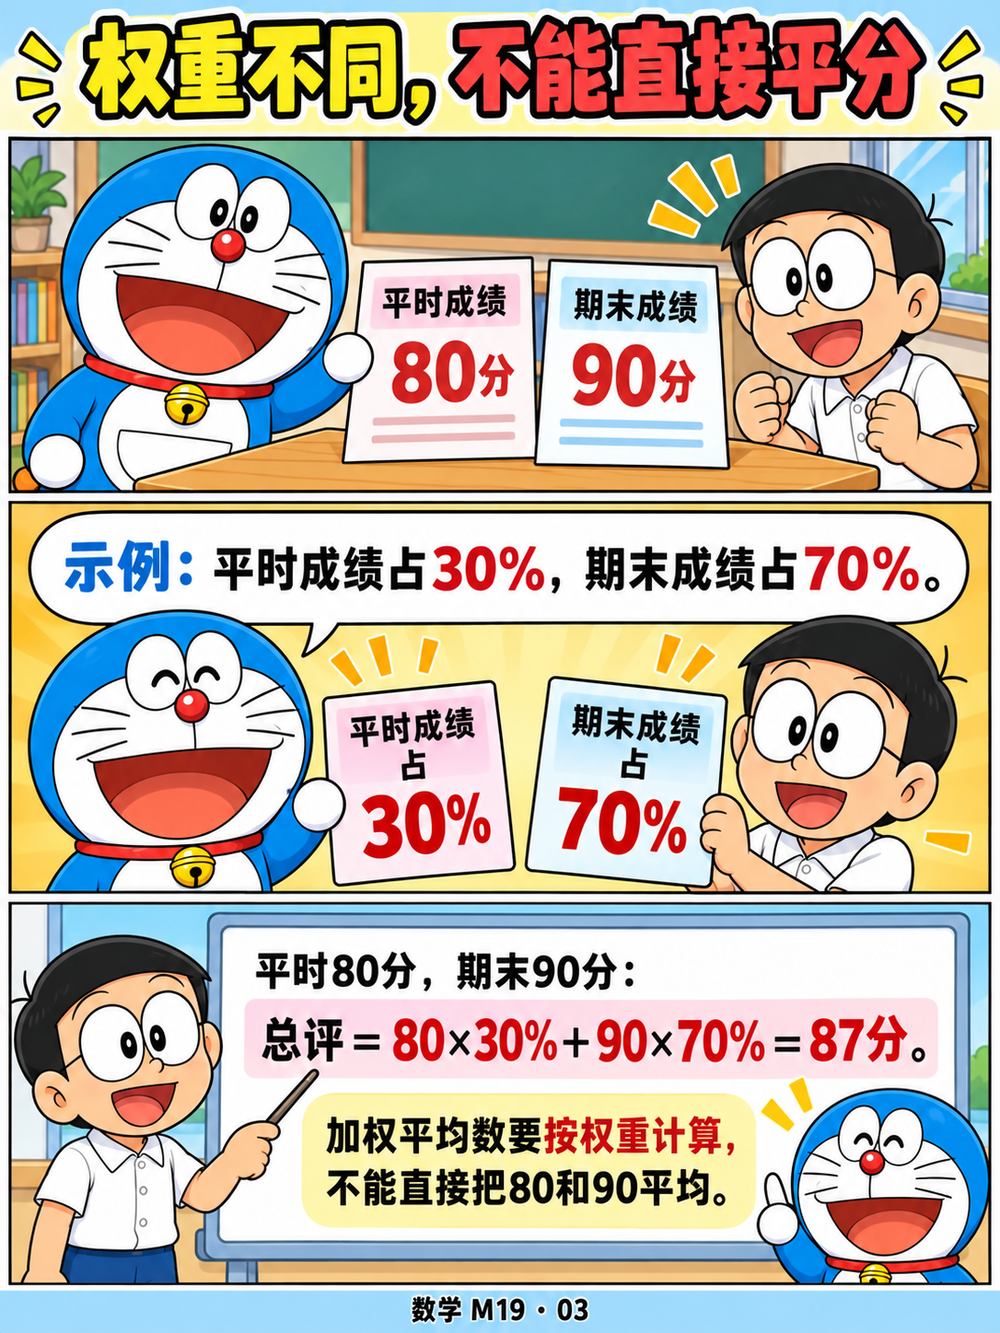 权重不同，不能直接平分
平时成绩
80分
期末成绩
90分
示例：平时成绩占30%，期末成绩占70%。
平时成绩
占
30%
期末成绩
占
70%
平时80分，期末90分：
总评＝80×30%＋90×70%＝87分。
加权平均数要按权重计算，
不能直接把80和90平均。
数学 M19 · 03